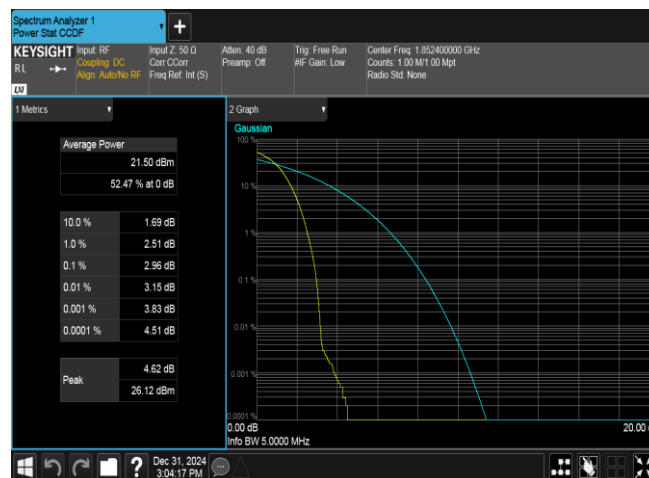 Spectrum Analyzer 1
Power Stat CCDF
+
KEYSIGHT
Input: RF
Input Z: 50 Ω
Atten: 40 dB
Trig: Free Run
Center Freq: 1.852400000 GHz
RL
Coupling: DC
Corr CCorr
Preamp: Off
#IF Gain: Low
Counts: 1.00 M/1.00 Mpt
Align: Auto/No RF
Freq Ref: Int (S)
Radio Std: None
LXI
1 Metrics
2 Graph
Gaussian
Average Power
21.50 dBm
52.47 % at 0 dB
10.0 % 1.69 dB
1.0 % 2.51 dB
0.1 % 2.96 dB
0.01 % 3.15 dB
0.001 % 3.83 dB
0.0001 % 4.51 dB
Peak
4.62 dB
26.12 dBm
100 %
10 %
1 %
0.1 %
0.01 %
0.001 %
0.0001 %
0.00 dB
20.00
Info BW 5.0000 MHz
?
Dec 31, 2024
3:04:17 PM